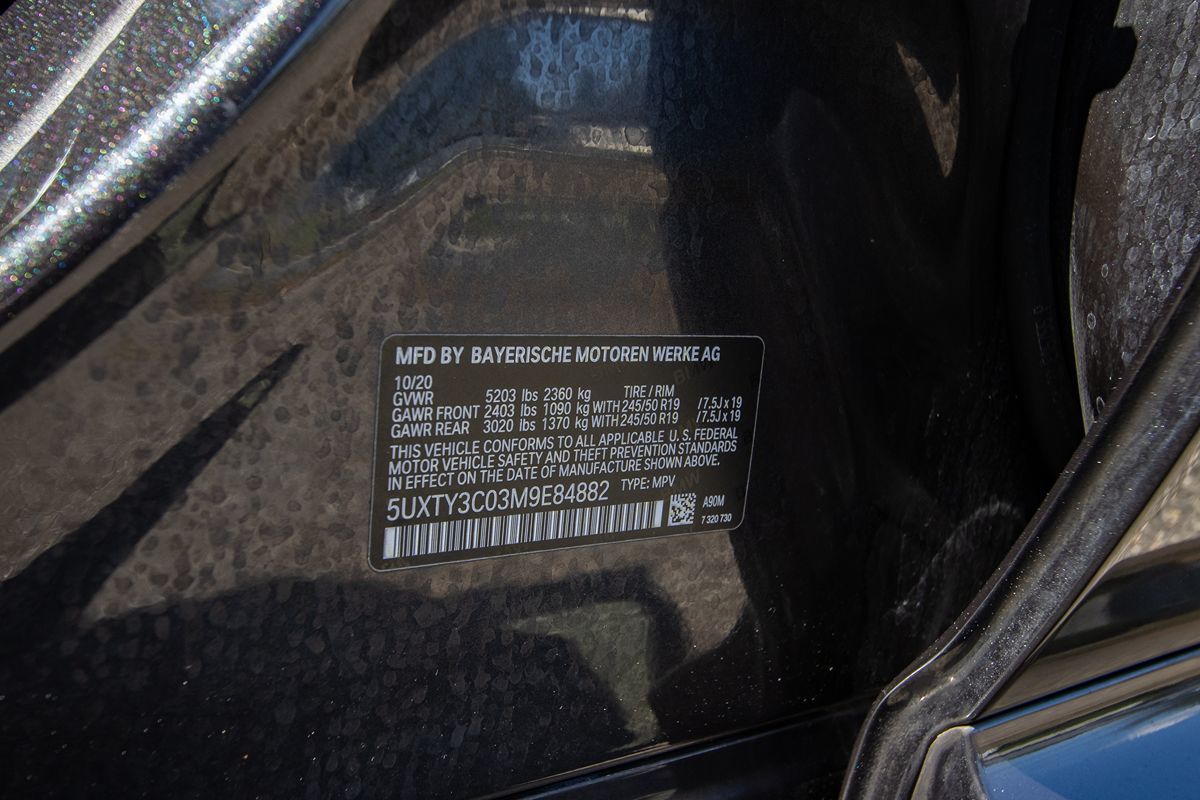 MFD BY BAYERISCHE MOTOREN WERKE AG
10/20
GVWR 5203 lbs 2360 kg TIRE / RIM
GAWR FRONT 2403 lbs 1090 kg WITH 245/50 R19 /7.5J x 19
GAWR REAR 3020 lbs 1370 kg WITH 245/50 R19 /7.5J x 19
THIS VEHICLE CONFORMS TO ALL APPLICABLE U.S. FEDERAL
MOTOR VEHICLE SAFETY AND THEFT PREVENTION STANDARDS
IN EFFECT ON THE DATE OF MANUFACTURE SHOWN ABOVE.
5UXTY3C03M9E84882 TYPE: MPV
A90M
7 320 730